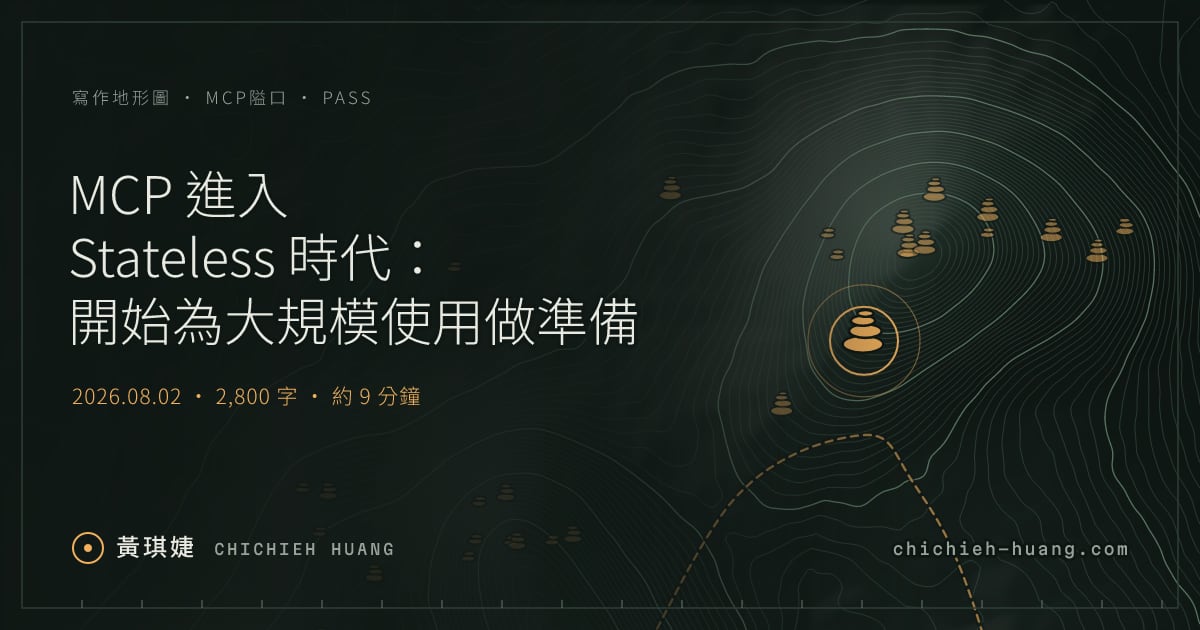 寫作地形圖 · MCP隘口 · PASS
MCP 進入
Stateless 時代：
開始為大規模使用做準備
2026.08.02 · 2,800 字 · 約 9 分鐘
黃琪婕 CHICHIEH HUANG
chichieh-huang.com